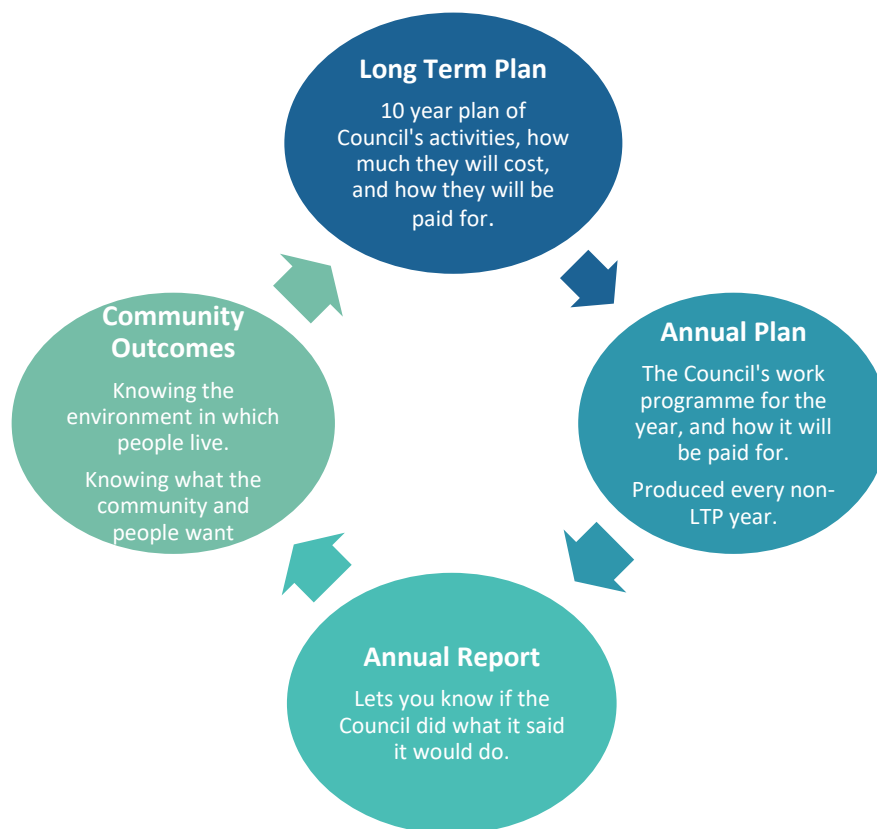 Long Term Plan
10 year plan of
Council's activities, how
much they will cost,
and how they will be
paid for.
Annual Plan
The Council's work
programme for the
year, and how it will
be paid for.
Produced every non-
LTP year.
Annual Report
Lets you know if the
Council did what it said
it would do.
Community
Outcomes
Knowing the
environment in which
people live.
Knowing what the
community and
people want